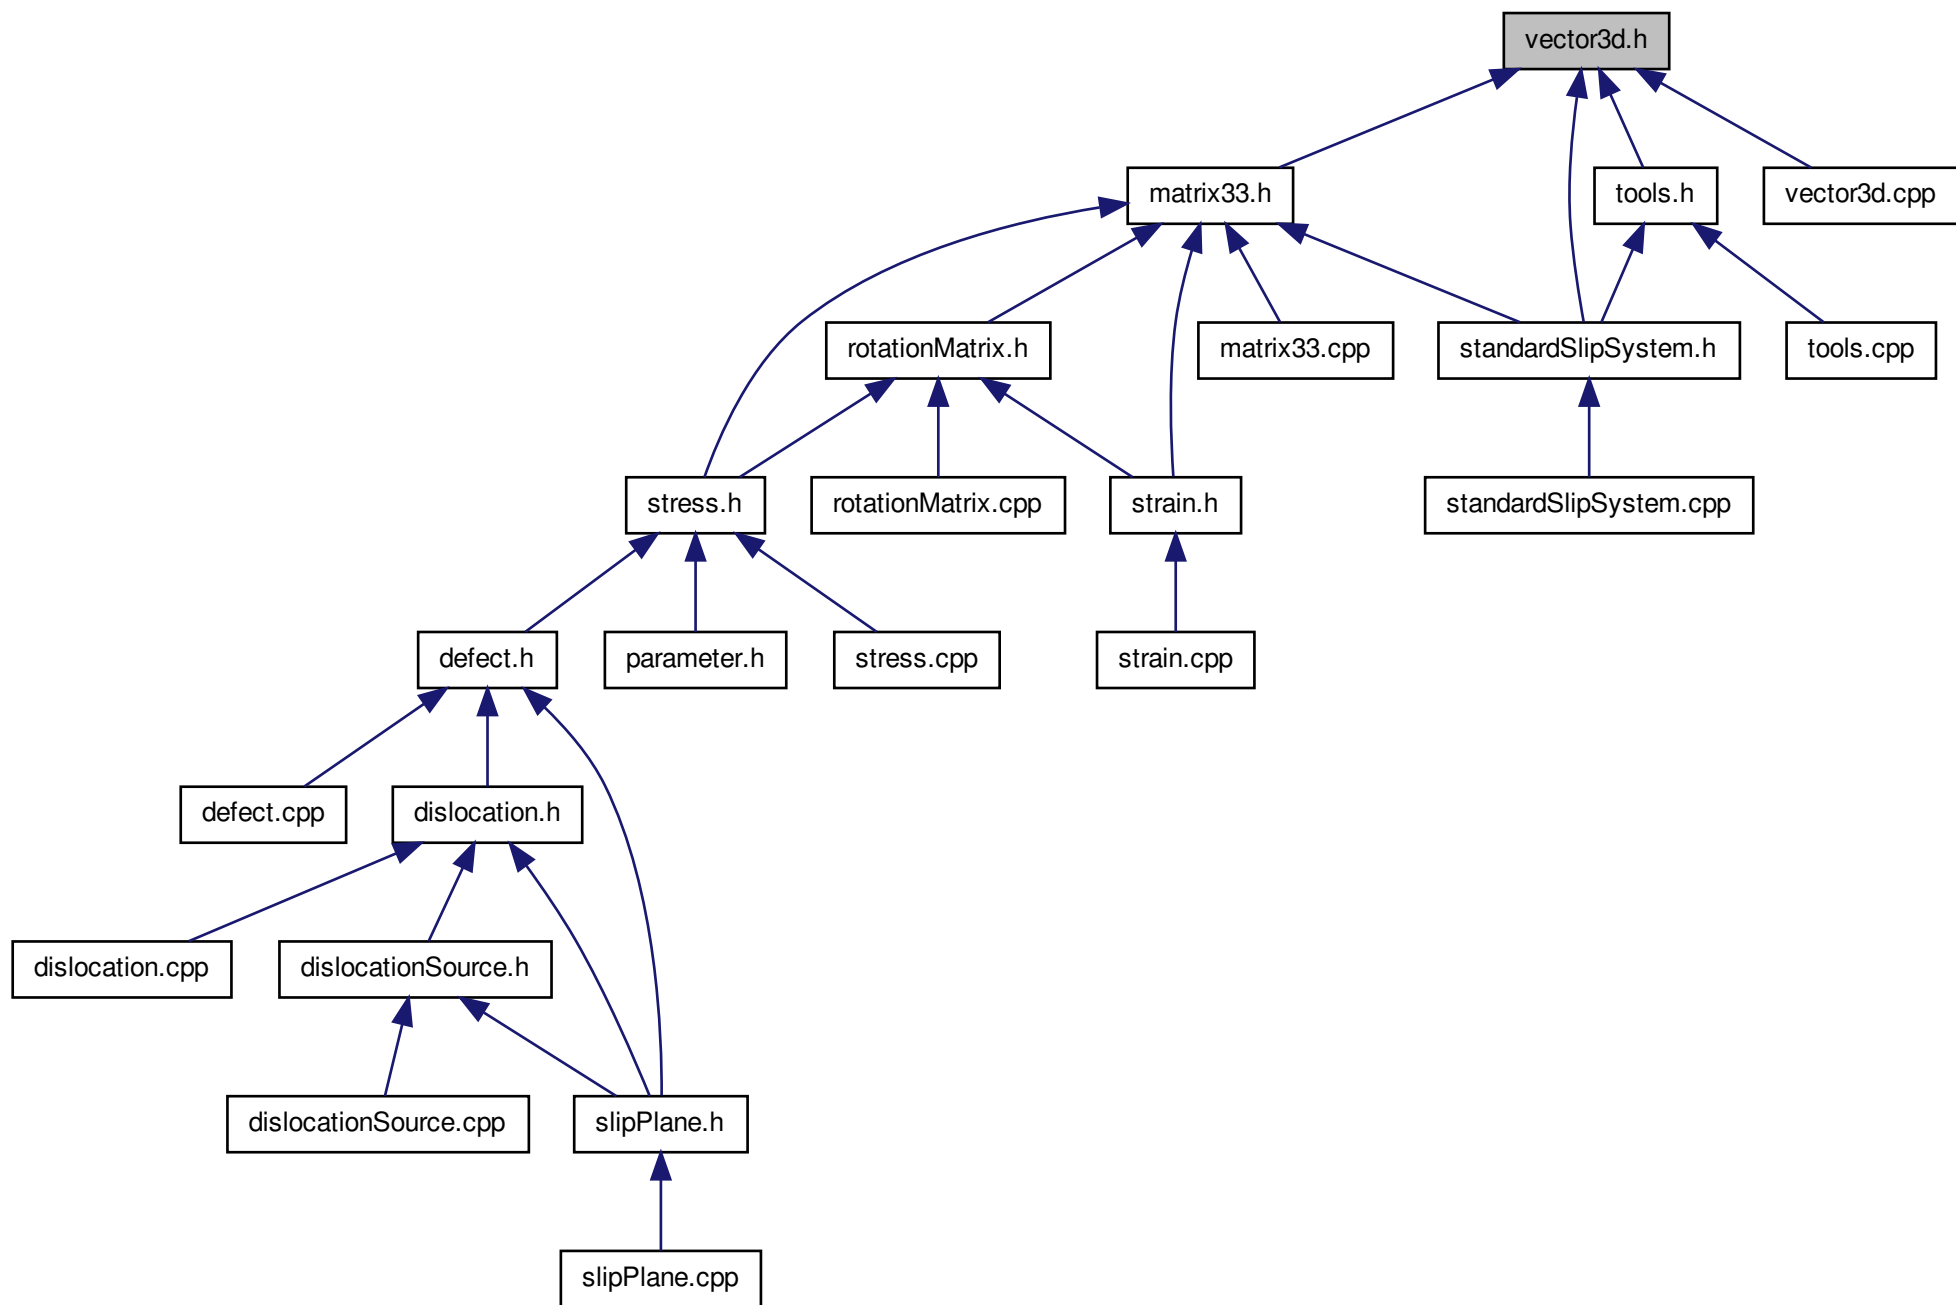 vector3d.h
matrix33.h
tools.h
vector3d.cpp
rotationMatrix.h
matrix33.cpp
standardSlipSystem.h
tools.cpp
stress.h
rotationMatrix.cpp
strain.h
standardSlipSystem.cpp
defect.h
parameter.h
stress.cpp
strain.cpp
defect.cpp
dislocation.h
dislocation.cpp
dislocationSource.h
dislocationSource.cpp
slipPlane.h
slipPlane.cpp